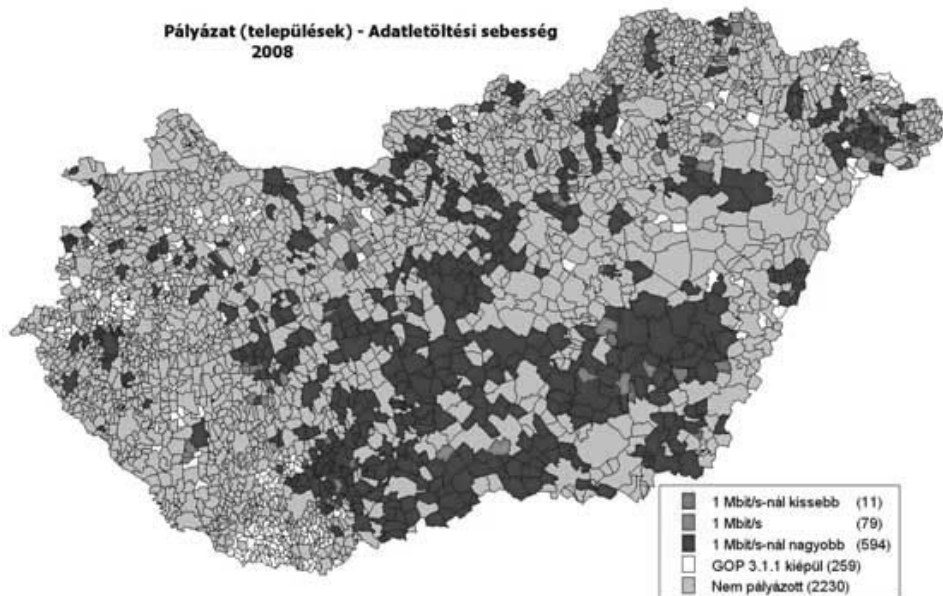 Pályázat (települések) - Adatletöltési sebesség
2008
1 Mbit/s-nál kissebb (11)
1 Mbit/s (79)
1 Mbit/s-nál nagyobb (594)
GOP 3.1.1 kiépül (259)
Nem pályázott (2230)